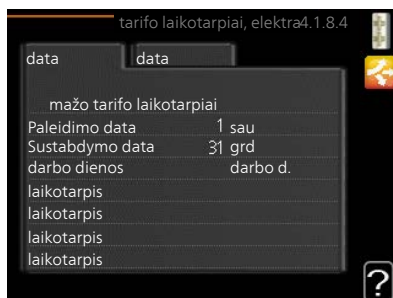 tarifo laikotarpiai, elektra4.1.8.4
data data
mažo tarifo laikotarpiai
Paleidimo data 1 sau
Sustabdymo data 31 grd
darbo dienos darbo d.
laikotarpis
laikotarpis
laikotarpis
laikotarpis
?